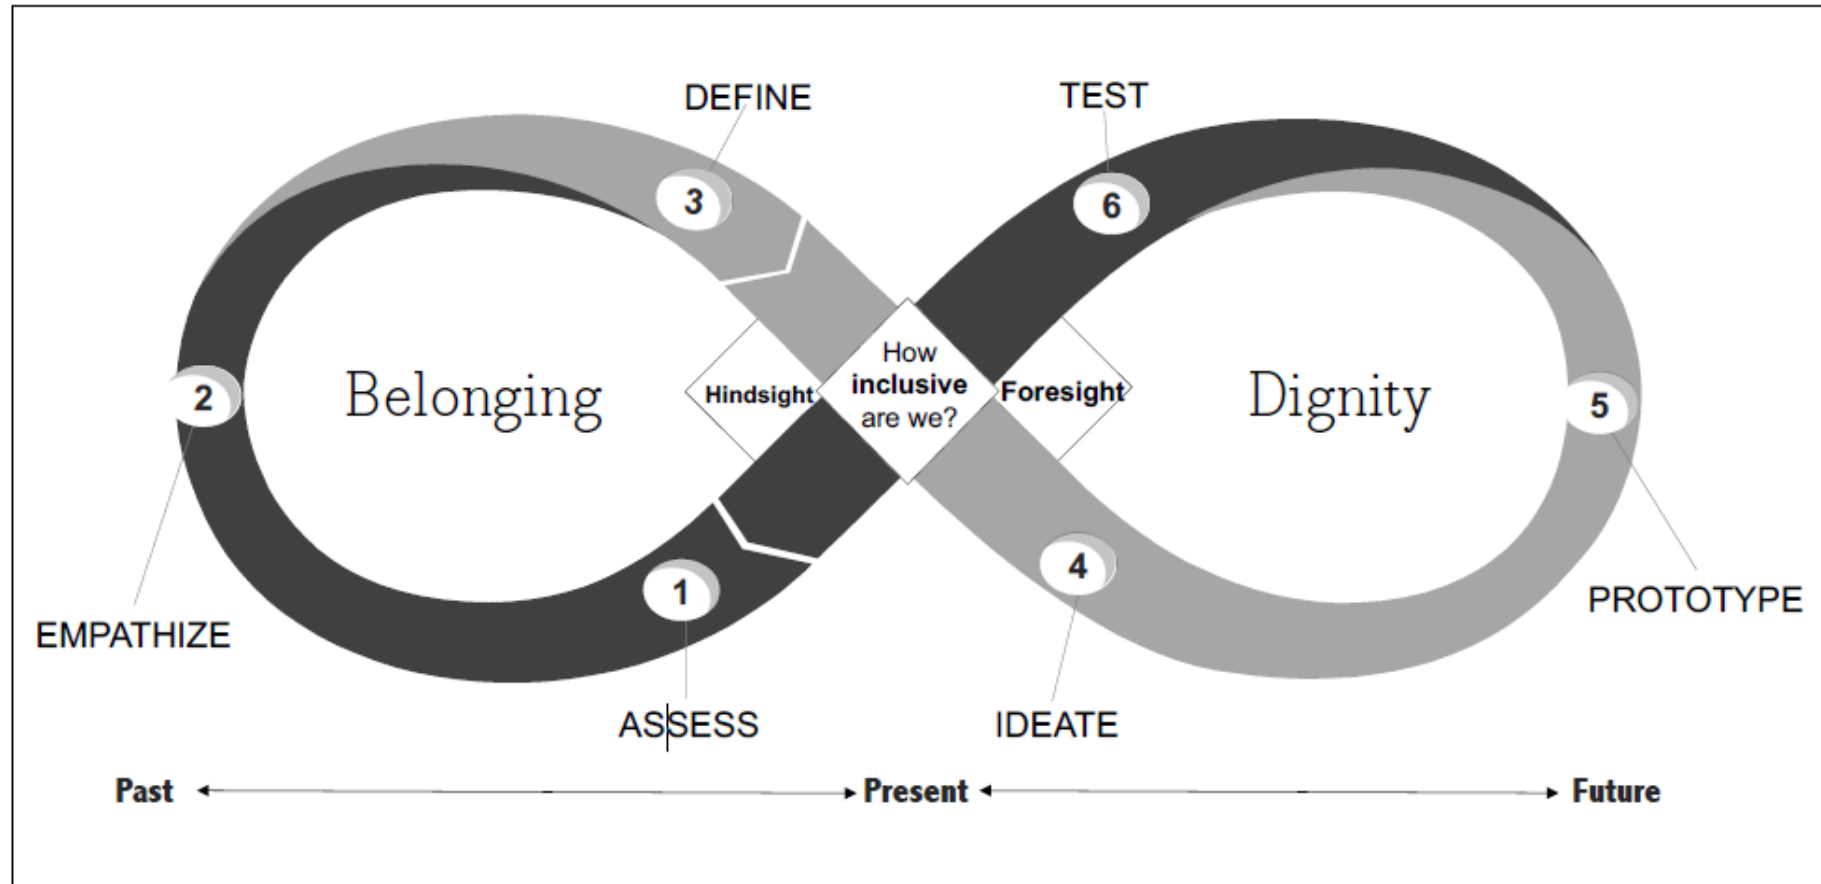 DEFINE
TEST
3
6
How
inclusive
are we?
Hindsight
Foresight
Belonging
Dignity
2
5
4
1
PROTOTYPE
EMPATHIZE
ASSESS
IDEATE
Past
Present
Future